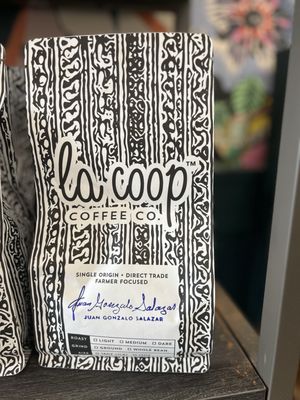 la coop™
COFFEE CO.
SINGLE ORIGIN • DIRECT TRADE
FARMER FOCUSED
Juan Gonzalo Salazar
JUAN GONZALO SALAZAR
ROAST LIGHT MEDIUM DARK
GRIND GROUND WHOLE BEAN